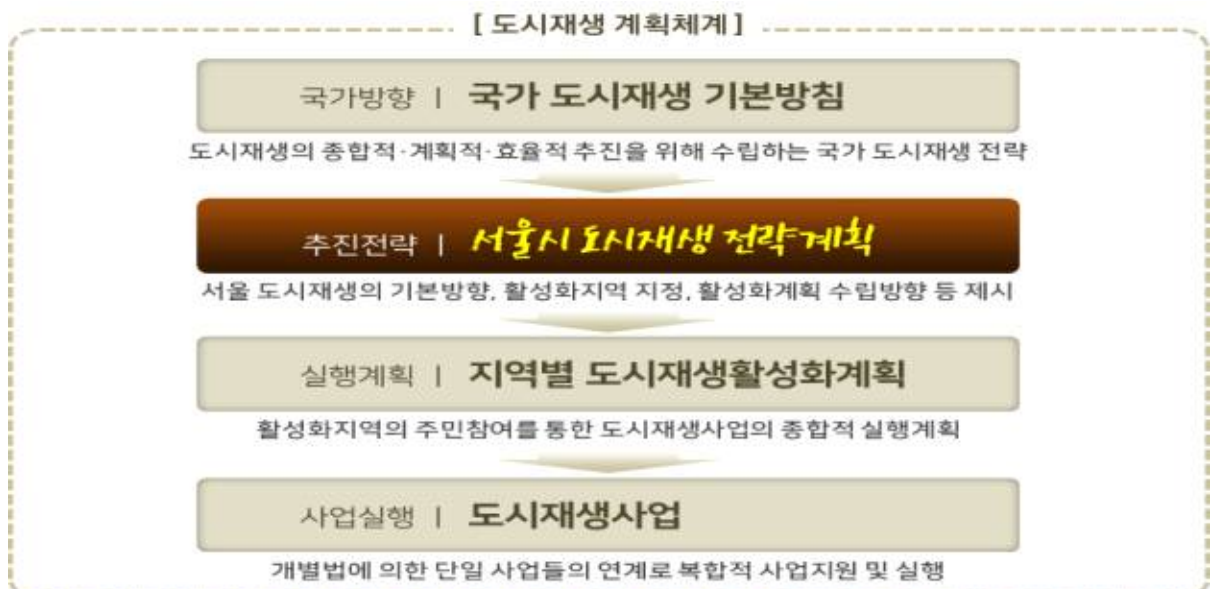 [ 도시재생 계획체계 ]
국가방향 | 국가 도시재생 기본방침
도시재생의 종합적·계획적·효율적 추진을 위해 수립하는 국가 도시재생 전략
추진전략 | 서울시 도시재생 전략계획
서울 도시재생의 기본방향, 활성화지역 지정, 활성화계획 수립방향 등 제시
실행계획 | 지역별 도시재생활성화계획
활성화지역의 주민참여를 통한 도시재생사업의 종합적 실행계획
사업실행 | 도시재생사업
개별법에 의한 단일 사업들의 연계로 복합적 사업지원 및 실행